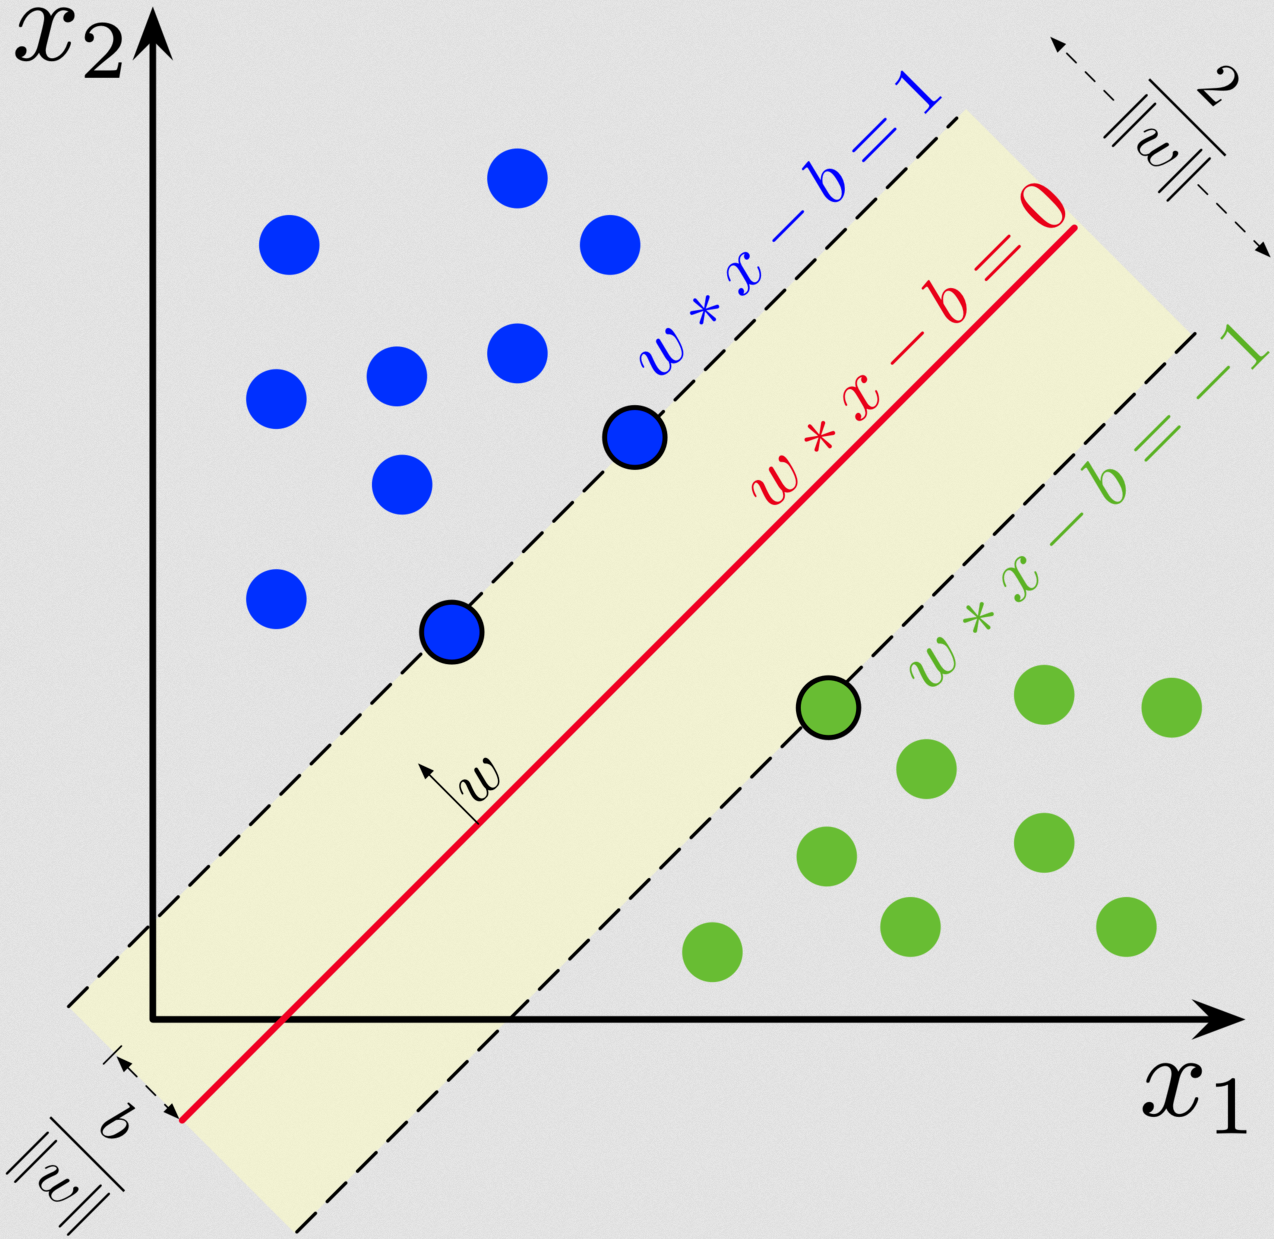 x₂
2
‖w‖
w * x − b = 1
w * x − b = 0
w * x − b = −1
w
x₁
b
‖w‖